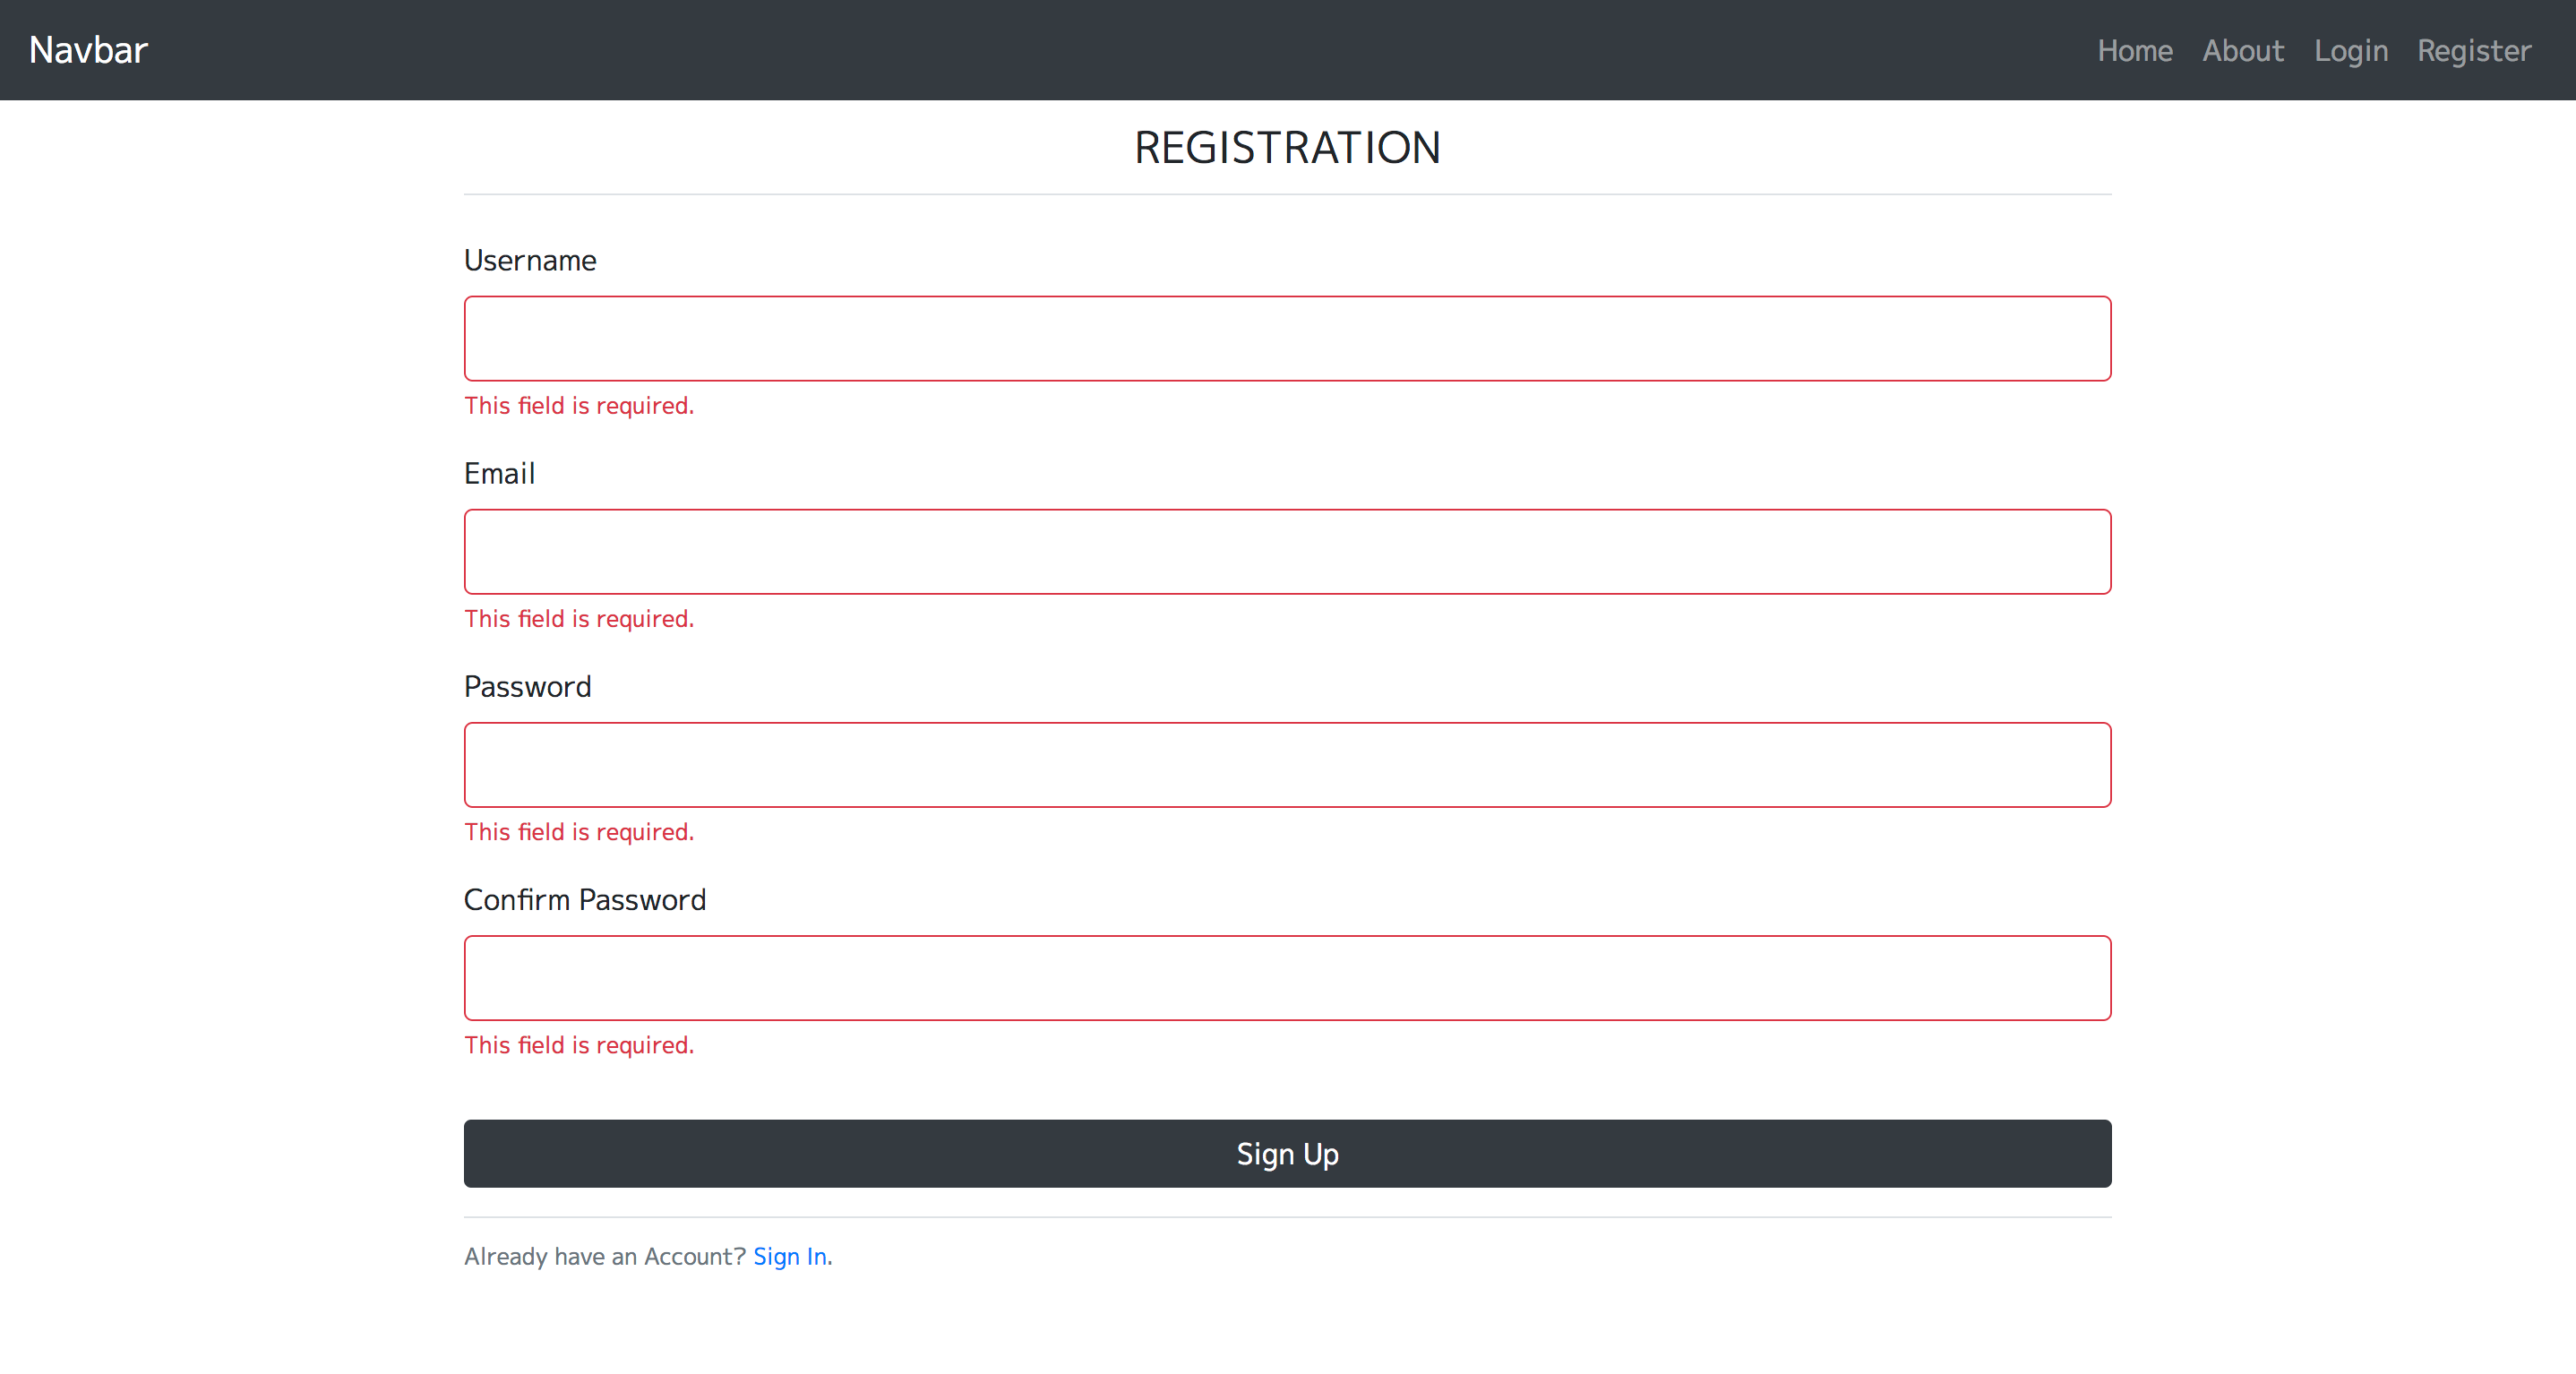 Navbar Home About Login Register
REGISTRATION
Username
This field is required.
Email
This field is required.
Password
This field is required.
Confirm Password
This field is required.
Sign Up
Already have an Account? Sign In.